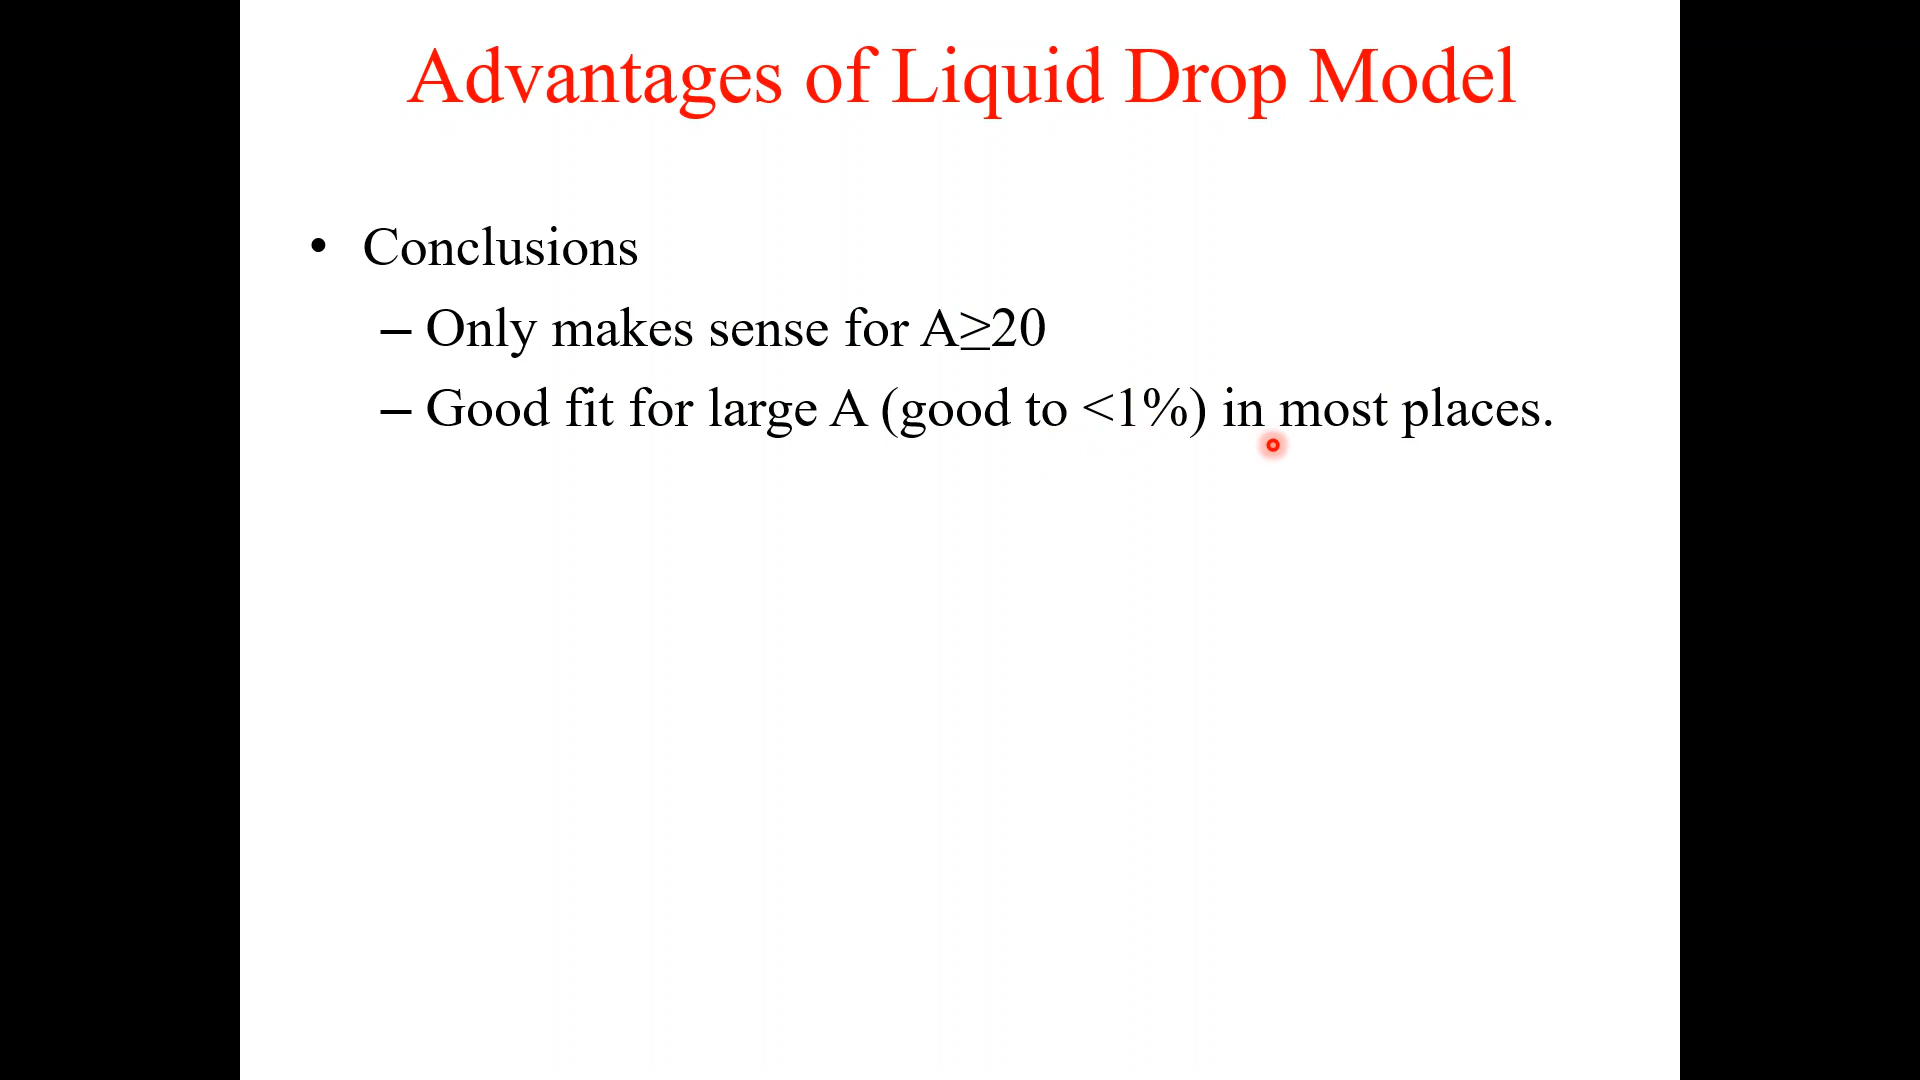 Advantages of Liquid Drop Model
• Conclusions
– Only makes sense for A≥20
– Good fit for large A (good to <1%) in most places.